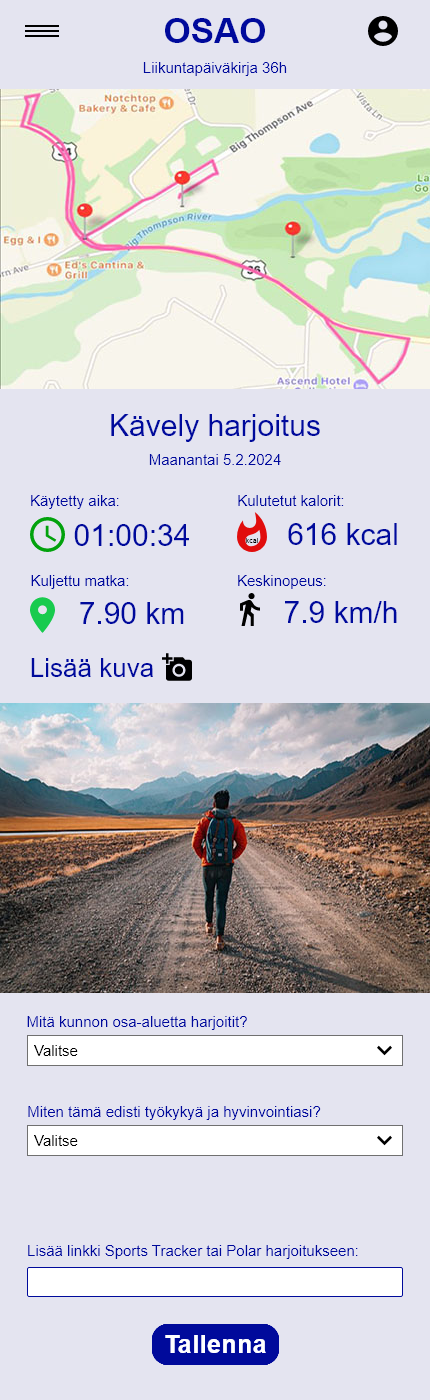 OSAO
Liikuntapäiväkirja 36h
Notchtop
Bakery & Cafe
Big Thompson Ave
Vista Ln
34
Big Thompson River
Egg & I
Ed's Cantina &
Grill
36
Ascend Hotel
Kävely harjoitus
Maanantai 5.2.2024
Käytetty aika:
01:00:34
Kulutetut kalorit:
kcal
616 kcal
Kuljettu matka:
7.90 km
Keskinopeus:
7.9 km/h
Lisää kuva
Mitä kunnon osa-aluetta harjoitit?
Valitse
Miten tämä edisti työkykyä ja hyvinvointiasi?
Valitse
Lisää linkki Sports Tracker tai Polar harjoitukseen:
Tallenna